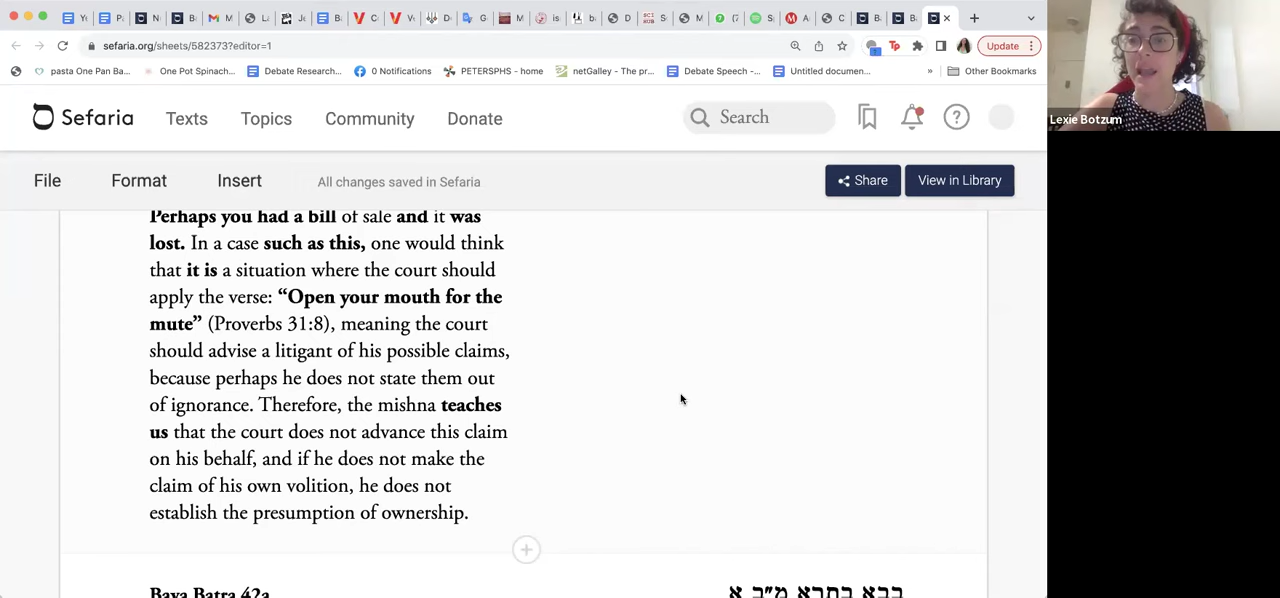 sefaria.org/sheets/582373?editor=1
Update
pasta One Pan Ba...
One Pot Spinach...
Debate Research...
0 Notifications
PETERSPHS - home
netGalley - The pr...
Debate Speech -...
Untitled documen...
»
Other Bookmarks
Sefaria
Texts
Topics
Community
Donate
Search
File
Format
Insert
All changes saved in Sefaria
Share
View in Library
Lexie Botzum
Perhaps you had a bill of sale and it was
lost. In a case such as this, one would think
that it is a situation where the court should
apply the verse: “Open your mouth for the
mute” (Proverbs 31:8), meaning the court
should advise a litigant of his possible claims,
because perhaps he does not state them out
of ignorance. Therefore, the mishna teaches
us that the court does not advance this claim
on his behalf, and if he does not make the
claim of his own volition, he does not
establish the presumption of ownership.
Bava Batra 42a
בבא בתרא מ״ב א